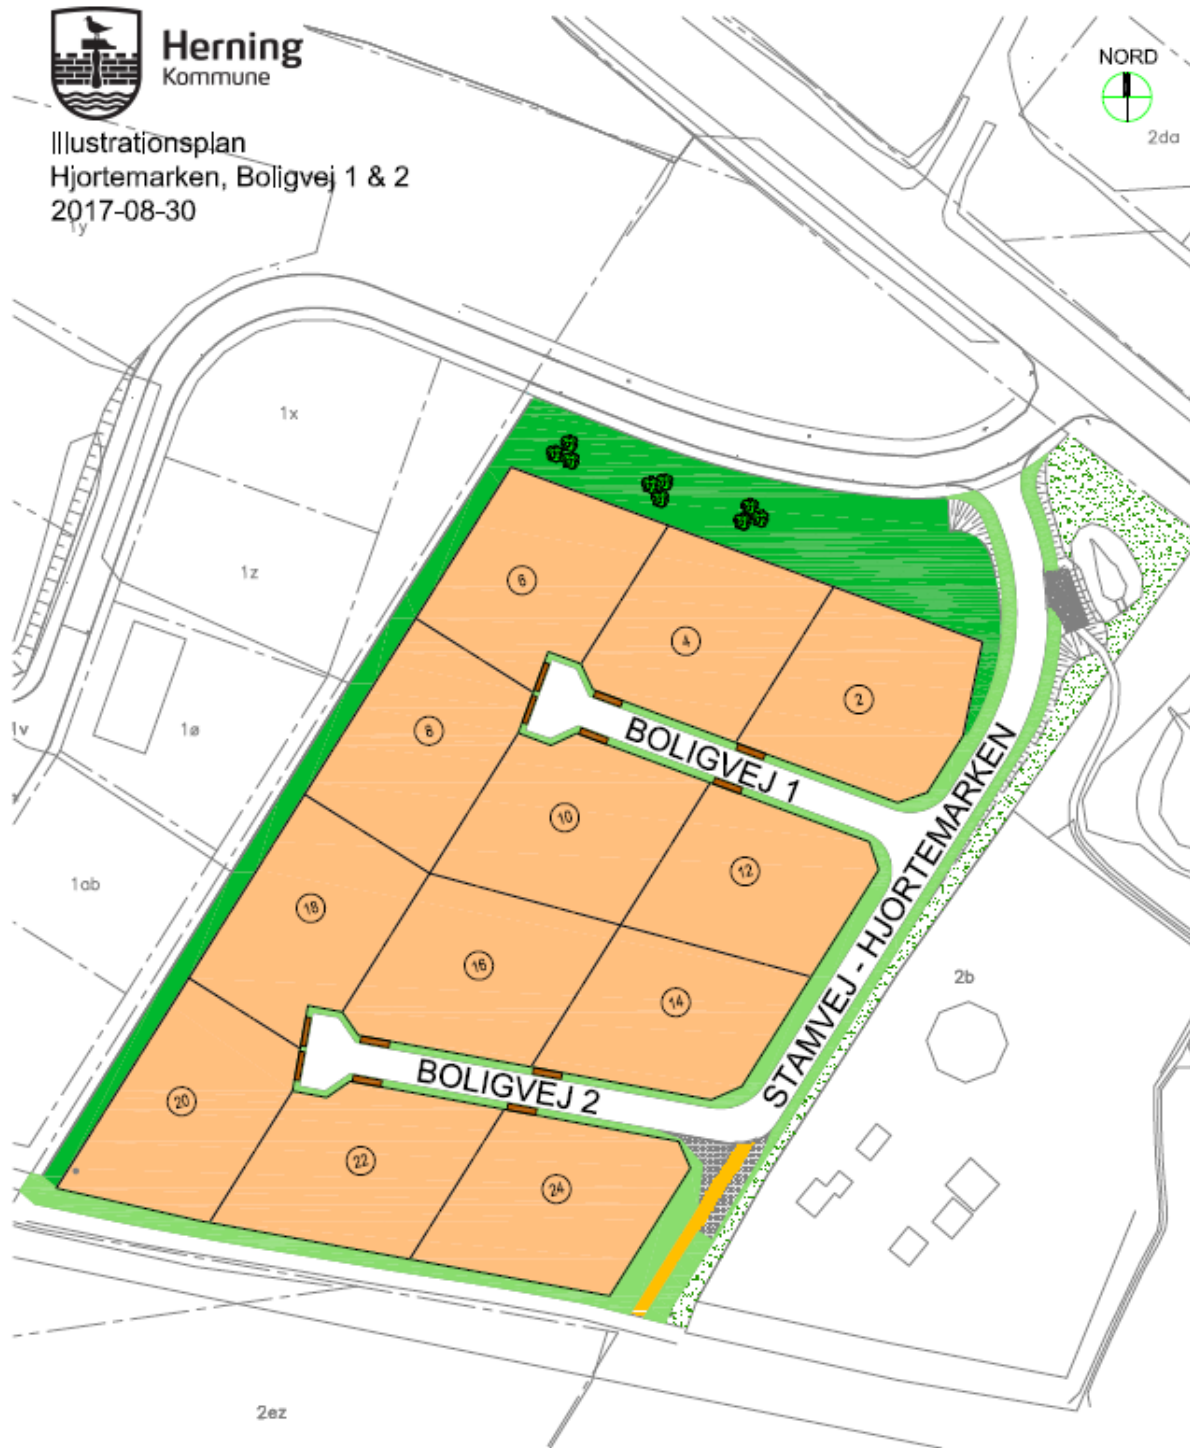 Herning
Kommune
NORD
Illustrationsplan
Hjortemarken, Boligvej 1 & 2
2017-08-30
2da
1y
1x
1z
1v
1ø
1ab
6
4
2
8
BOLIGVEJ 1
10
12
18
16
14
STAMVEJ - HJORTEMARKEN
2b
BOLIGVEJ 2
20
22
24
2ez